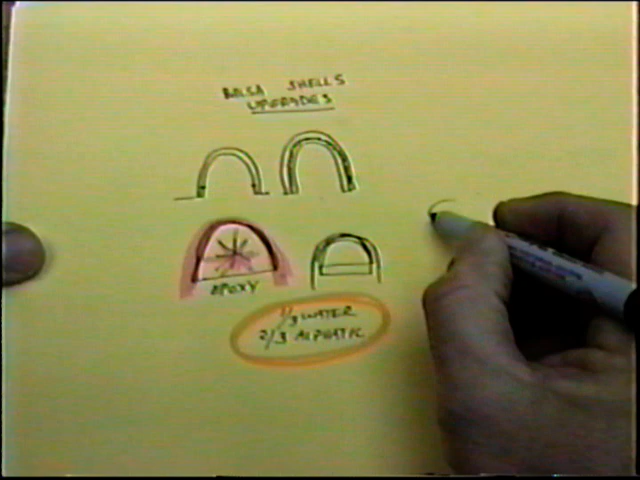 BALSA SHELLS
UPGRADES
EPOXY
1/3 WATER
2/3 ALIPHATIC